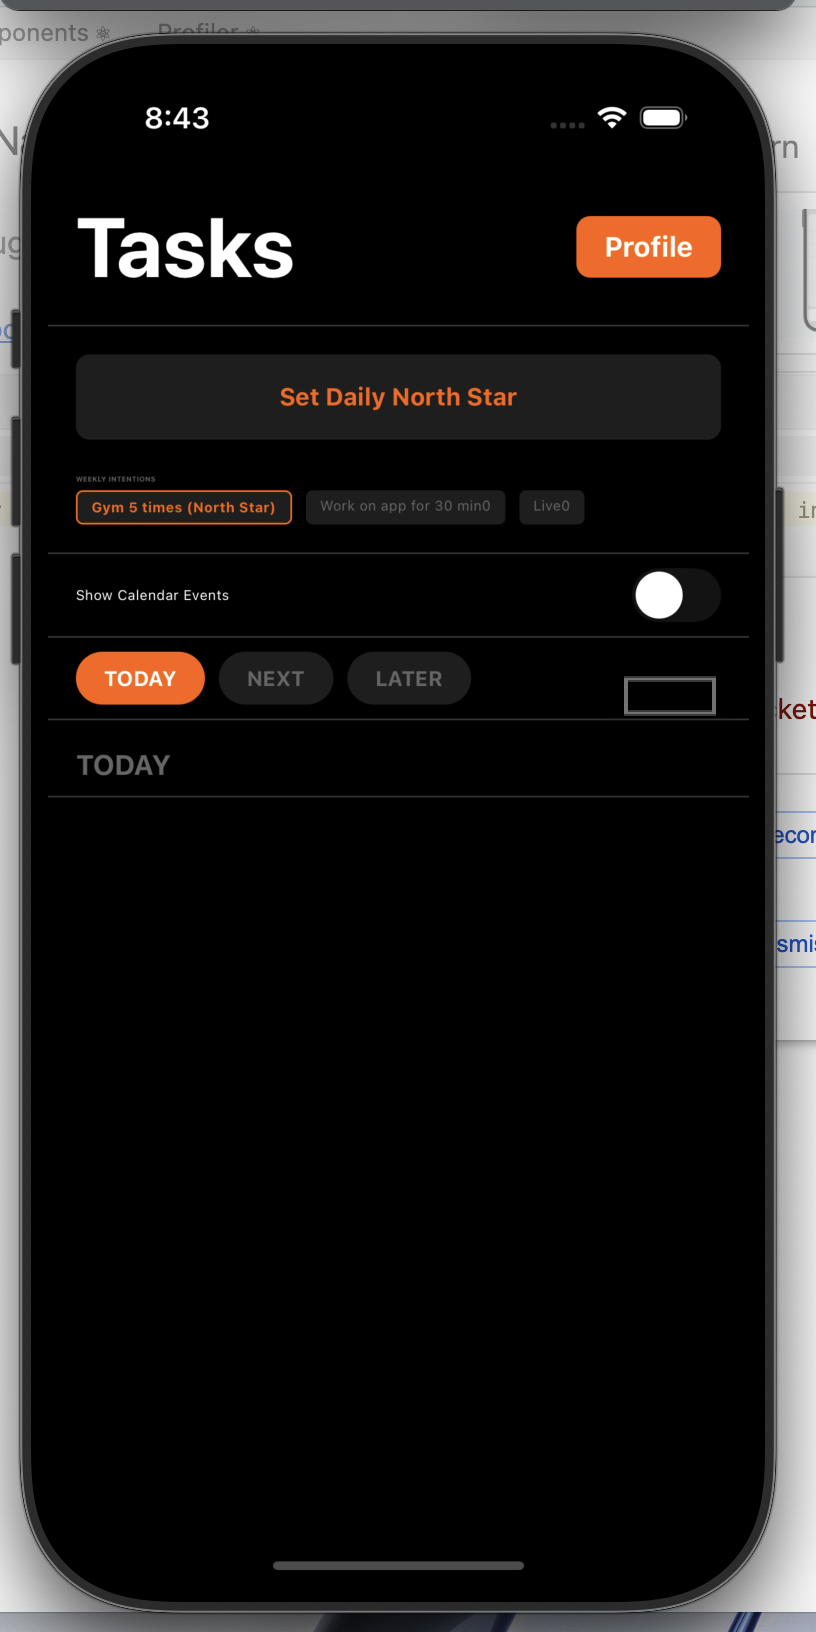 ponents
Profiler
8:43
rn
Tasks
Profile
Set Daily North Star
WEEKLY INTENTIONS
Gym 5 times (North Star)
Work on app for 30 min0
Live0
Show Calendar Events
TODAY
NEXT
LATER
ket
TODAY
ecor
smis